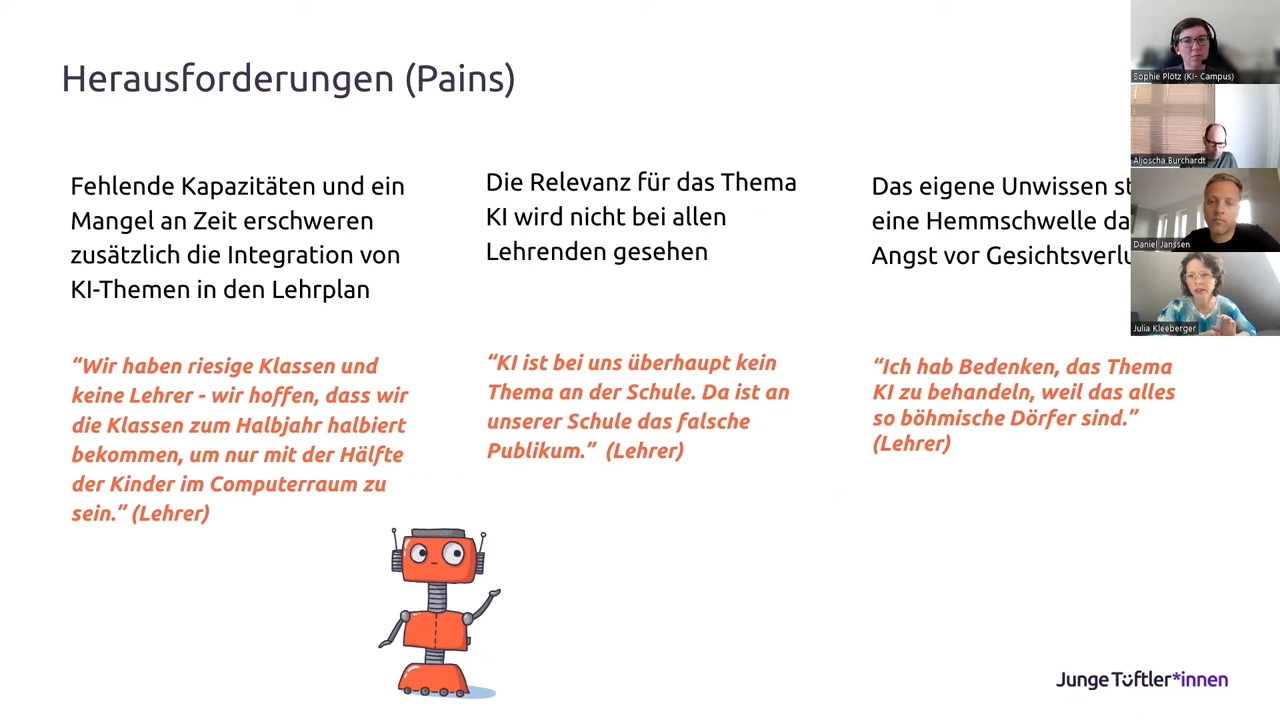 Herausforderungen (Pains)
Fehlende Kapazitäten und ein
Mangel an Zeit erschweren
zusätzlich die Integration von
KI-Themen in den Lehrplan
“Wir haben riesige Klassen und
keine Lehrer - wir hoffen, dass wir
die Klassen zum Halbjahr halbiert
bekommen, um nur mit der Hälfte
der Kinder im Computerraum zu
sein.” (Lehrer)
Die Relevanz für das Thema
KI wird nicht bei allen
Lehrenden gesehen
“KI ist bei uns überhaupt kein
Thema an der Schule. Da ist an
unserer Schule das falsche
Publikum.” (Lehrer)
Das eigene Unwissen
eine Hemmschwelle
Angst vor
“Ich hab Bedenken, das Thema
KI zu behandeln, weil das alles
so böhmische Dörfer sind.”
(Lehrer)
Sophie Plötz (KI- Campus)
Aljoscha Burchardt
Daniel Janssen
Julia Kleeberger
Junge Tüftler*innen